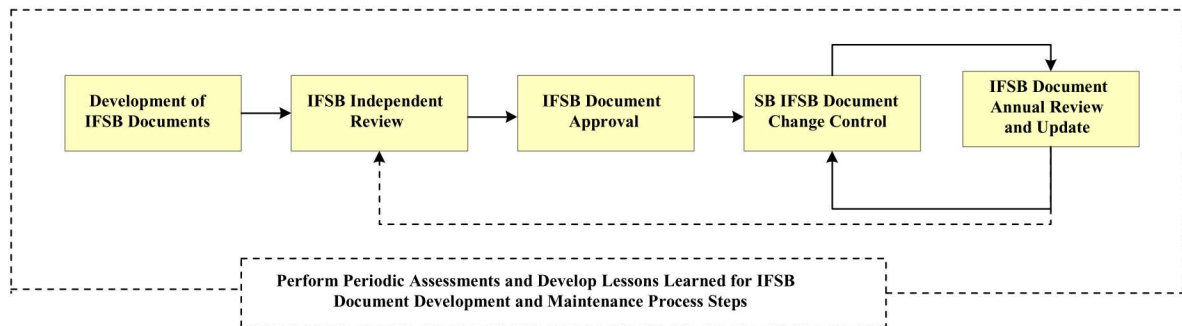 Development of
IFSB Documents
IFSB Independent
Review
IFSB Document
Approval
SB IFSB Document
Change Control
IFSB Document
Annual Review
and Update
Perform Periodic Assessments and Develop Lessons Learned for IFSB
Document Development and Maintenance Process Steps